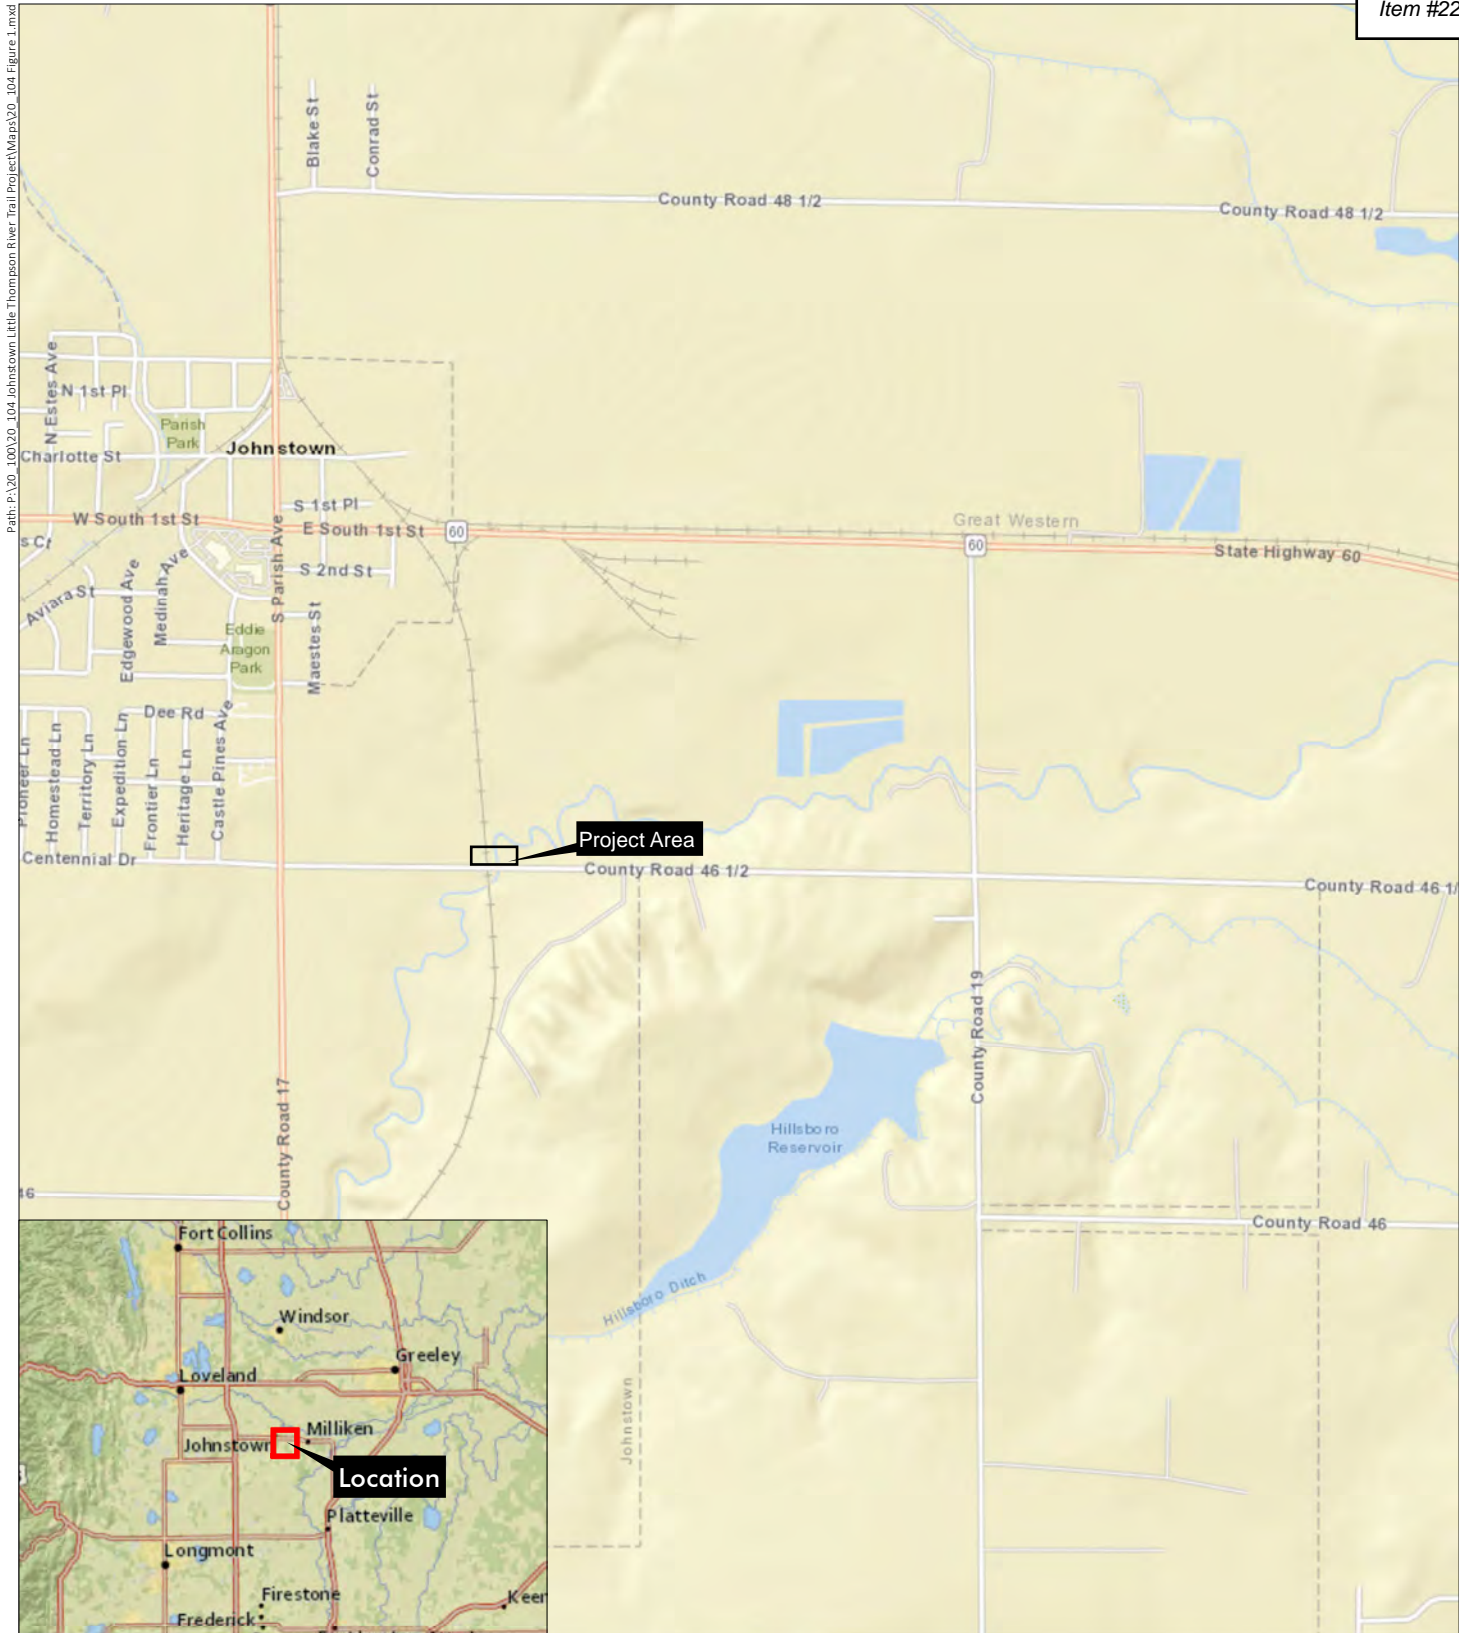 Item #22
Path: P:\20_100\20_104 Johnstown Little Thompson River Trail Project\Maps\20_104 Figure 1.mxd
Blake St
Conrad St
County Road 48 1/2
County Road 48 1/2
N Estes Ave
N 1st Pl
Parish
Park
Charlotte St
Johnstown
S 1st Pl
W South 1st St
E South 1st St
60
Great Western
60
State Highway 60
s Ct
S Parish Ave
S 2nd St
Aviara St
Edgewood Ave
Medinah Ave
Maestes St
Eddie
Aragon
Park
Dee Rd
Pioneer Ln
Homestead Ln
Territory Ln
Expedition Ln
Frontier Ln
Heritage Ln
Castle Pines Ave
Centennial Dr
Project Area
County Road 46 1/2
County Road 46 1/
County Road 19
County Road 17
Hillsboro
Reservoir
46
County Road 46
Hillsboro Ditch
Johnstown
Fort Collins
Windsor
Greeley
Loveland
Milliken
Johnstown
Location
Platteville
Longmont
Firestone
Keen
Frederick